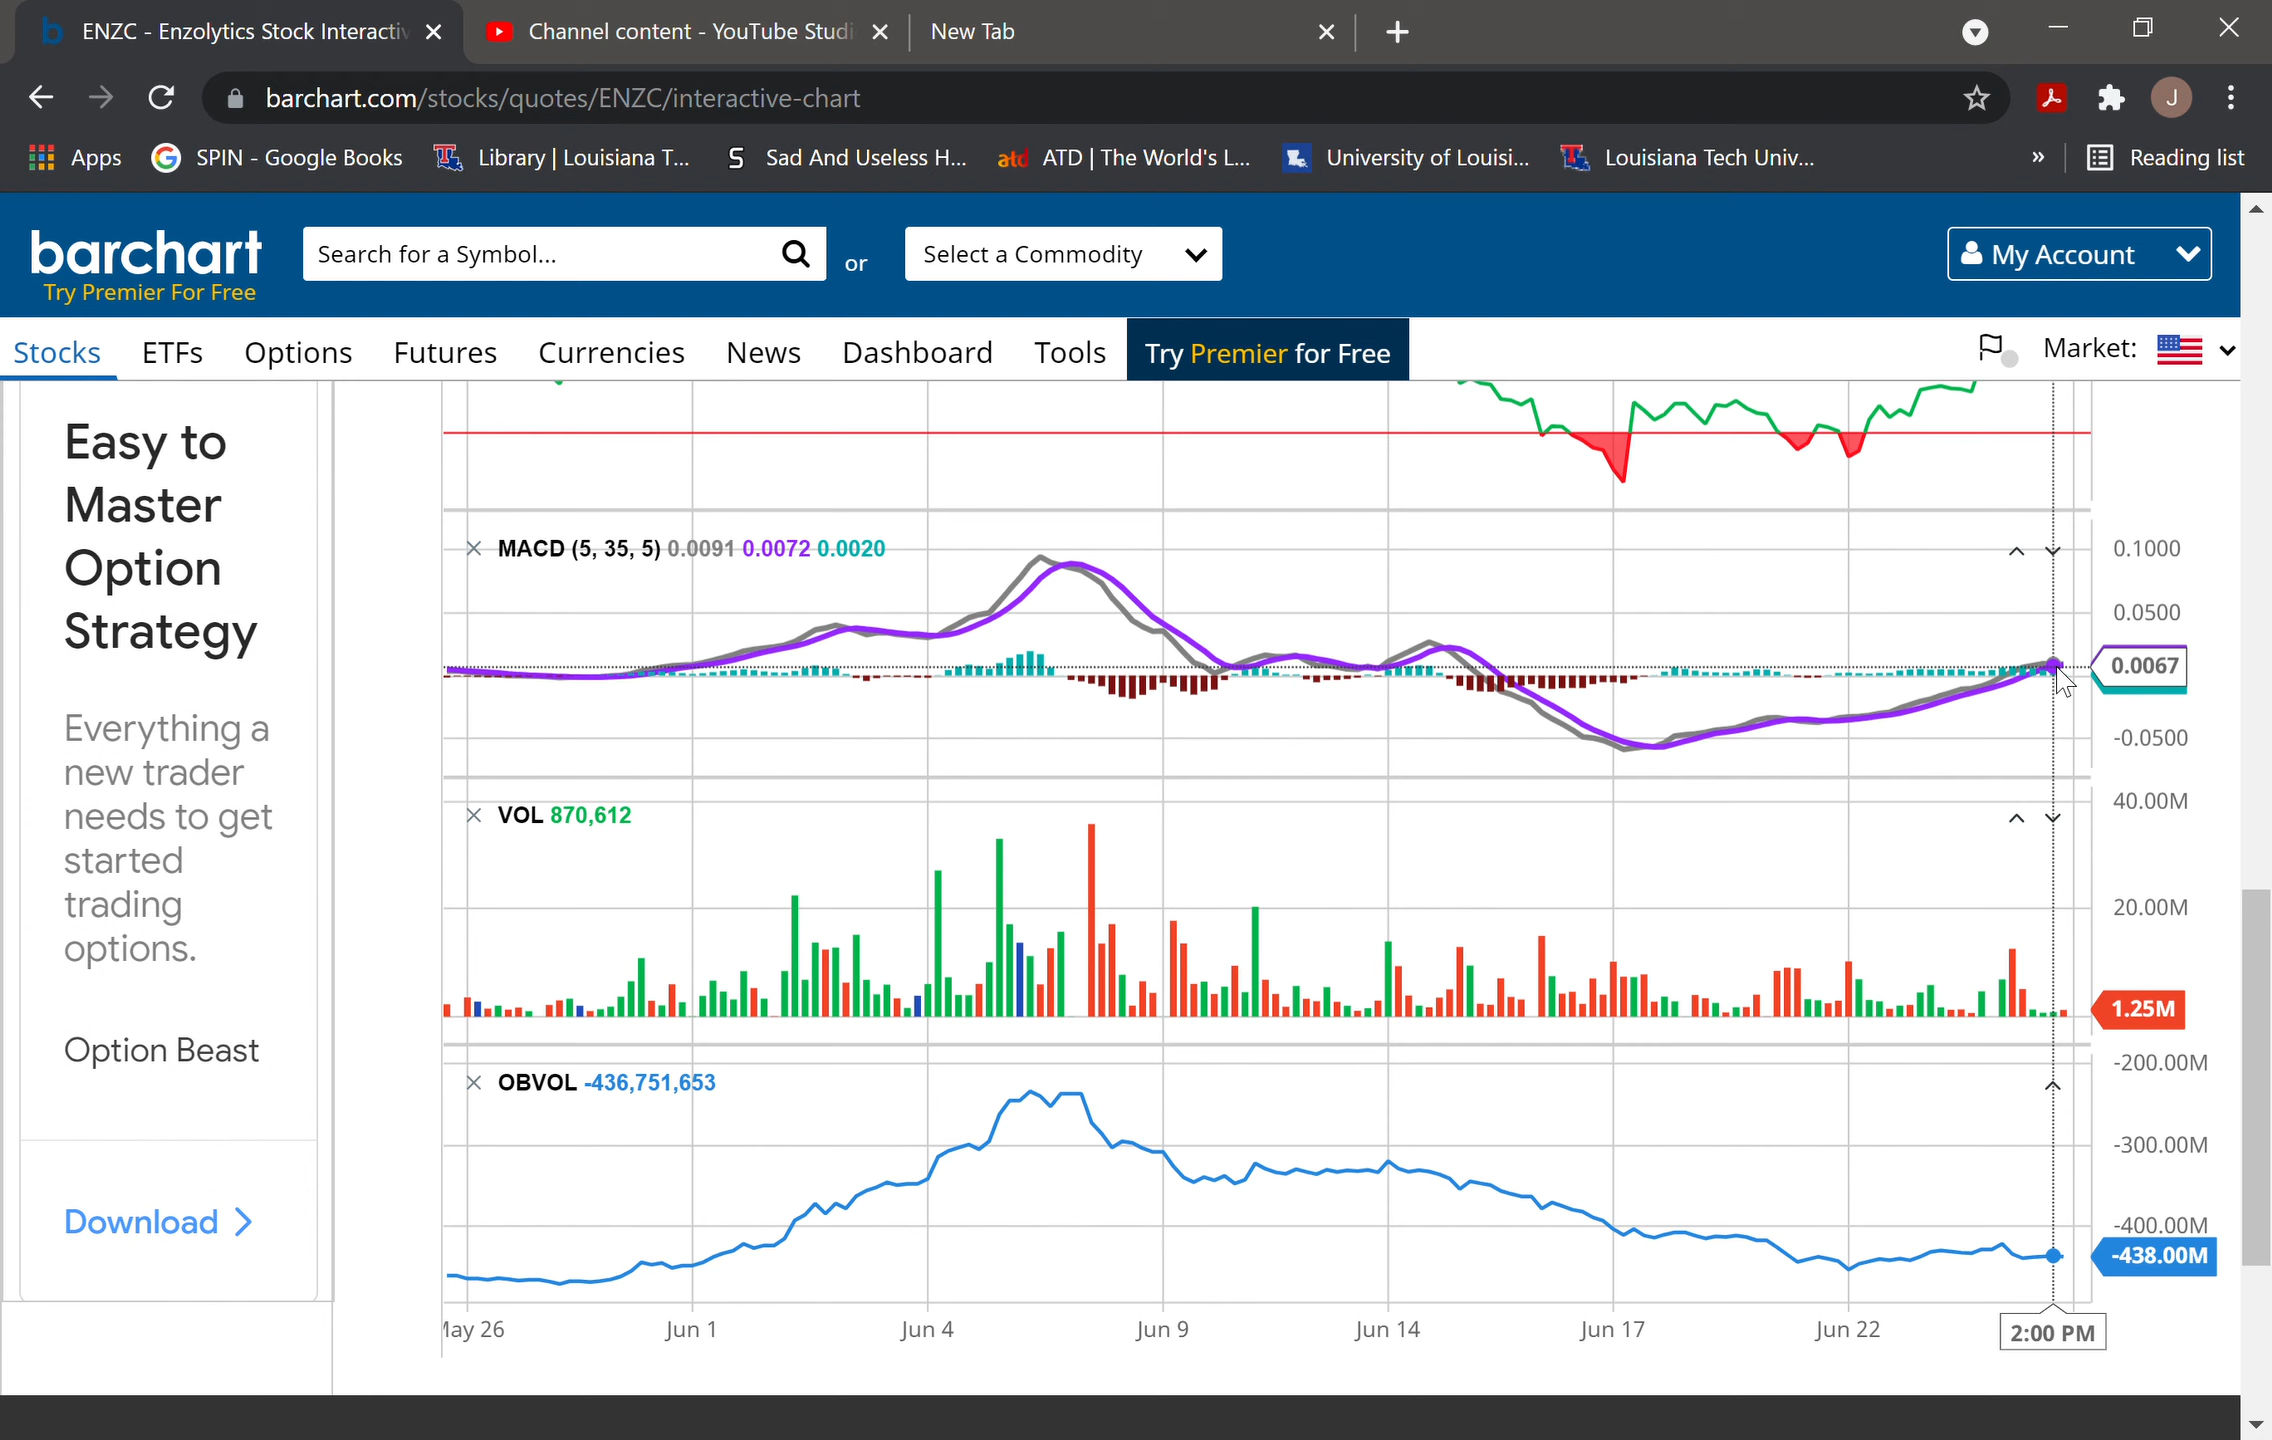 ENZC - Enzolytics Stock Interactiv
Channel content - YouTube Studi
New Tab
barchart.com/stocks/quotes/ENZC/interactive-chart
J
Apps
SPIN - Google Books
Library | Louisiana T...
S Sad And Useless H...
atd ATD | The World's L...
University of Louisi...
Louisiana Tech Univ...
»
Reading list
barchart
Try Premier For Free
Search for a Symbol...
or
Select a Commodity
My Account
Stocks
ETFs
Options
Futures
Currencies
News
Dashboard
Tools
Try Premier for Free
Market:
Easy to
Master
Option
Strategy
Everything a
new trader
needs to get
started
trading
options.
Option Beast
Download
MACD (5, 35, 5) 0.0091 0.0072 0.0020
0.1000
0.0500
0.0067
-0.0500
VOL 870,612
40.00M
20.00M
1.25M
OBVOL -436,751,653
-200.00M
-300.00M
-400.00M
-438.00M
May 26
Jun 1
Jun 4
Jun 9
Jun 14
Jun 17
Jun 22
2:00 PM